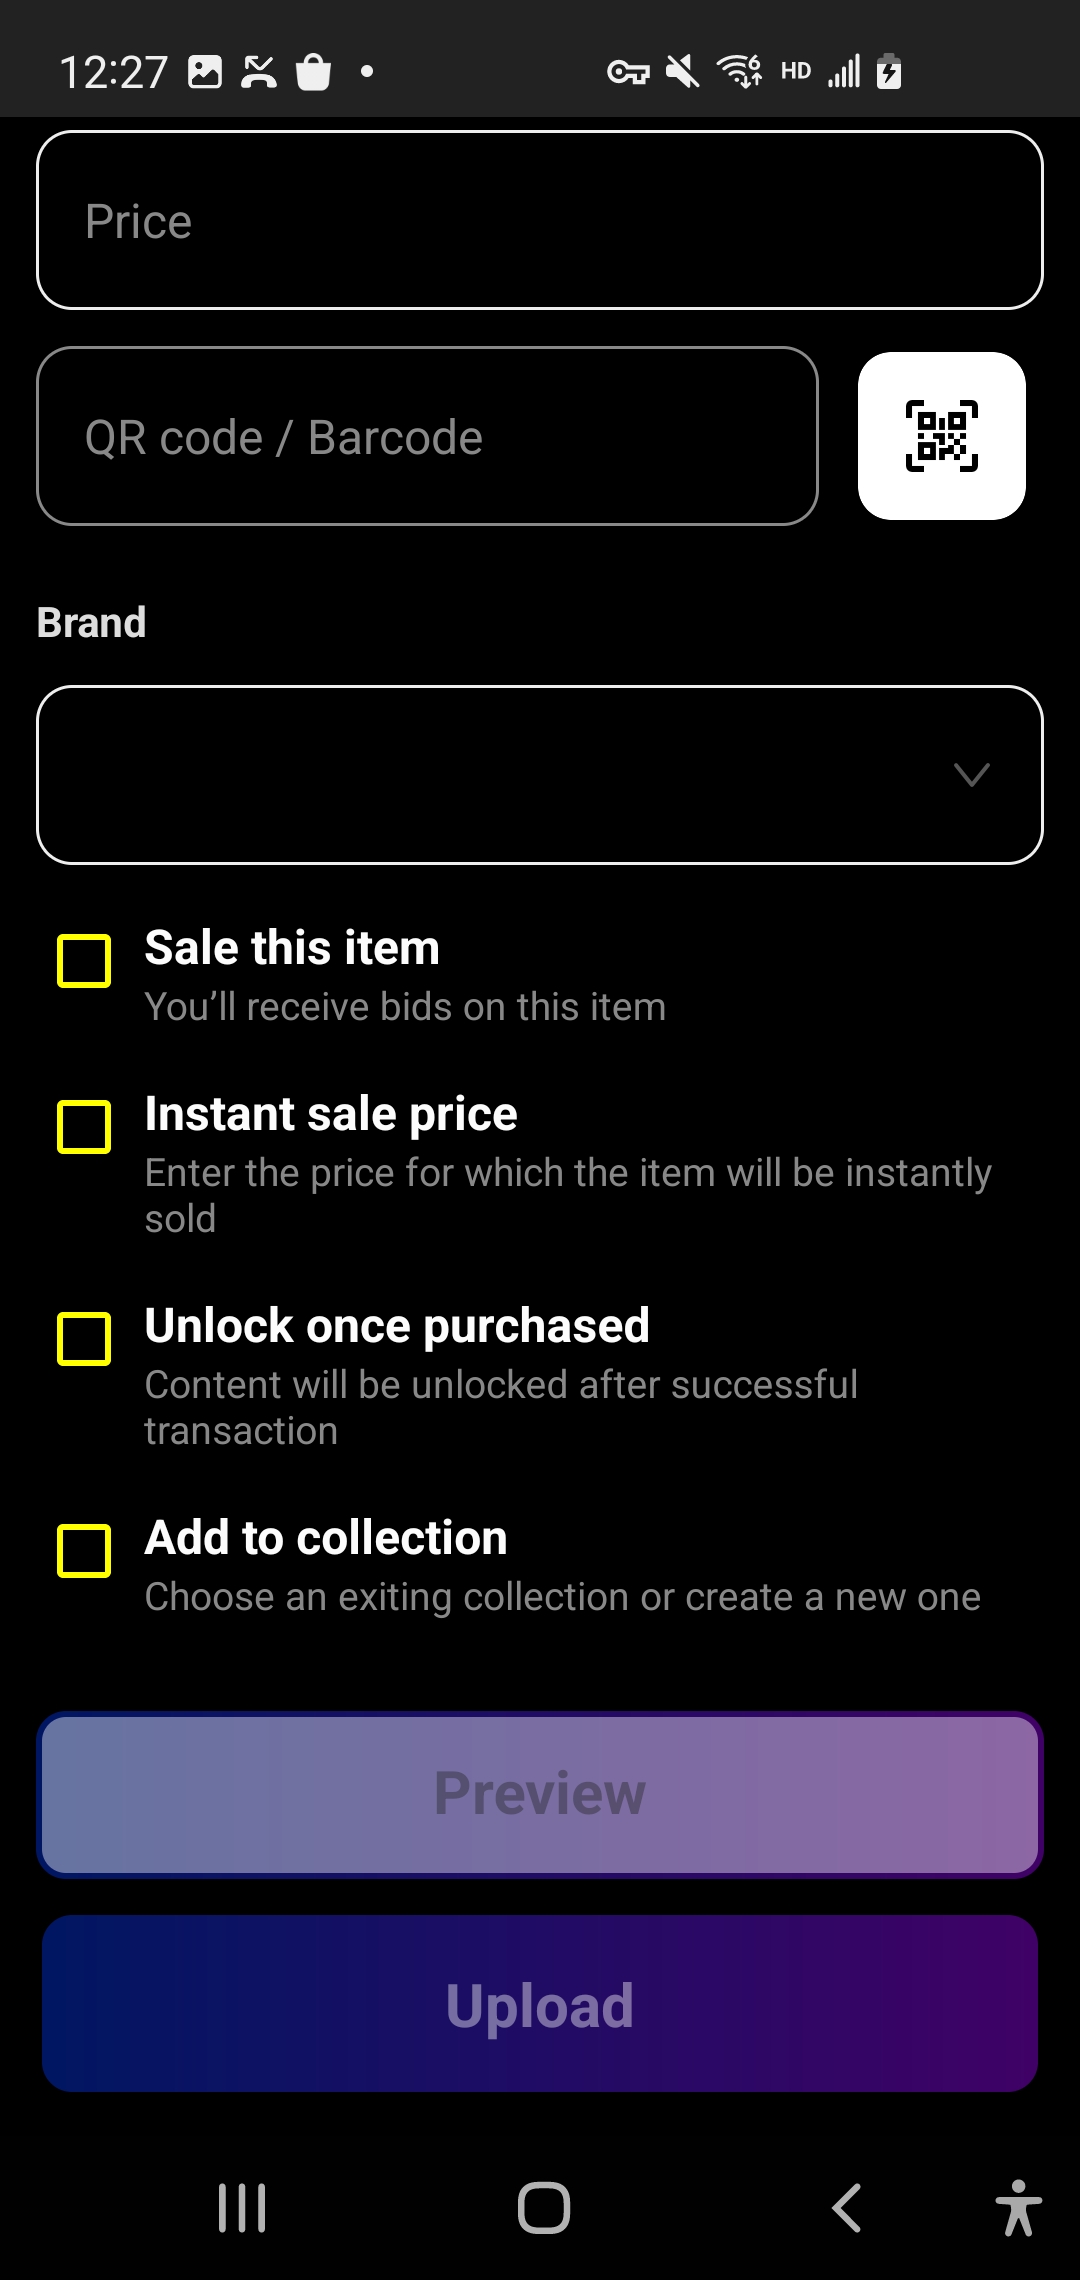 12:27
6
HD
Price
QR code / Barcode
Brand
Sale this item
You’ll receive bids on this item
Instant sale price
Enter the price for which the item will be instantly
sold
Unlock once purchased
Content will be unlocked after successful
transaction
Add to collection
Choose an exiting collection or create a new one
Preview
Upload